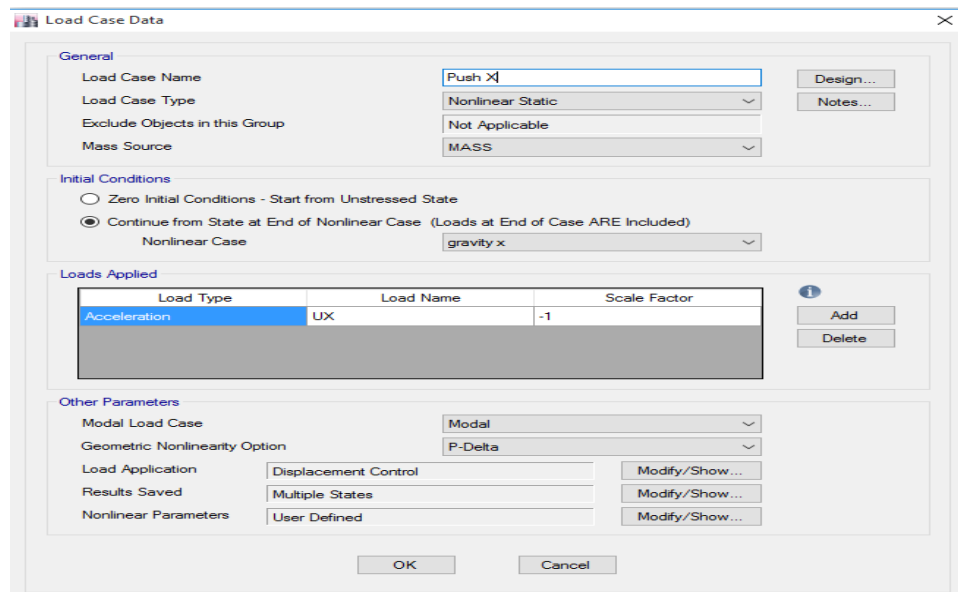 Load Case Data
General
Load Case Name Push X Design...
Load Case Type Nonlinear Static Notes...
Exclude Objects in this Group Not Applicable
Mass Source MASS
Initial Conditions
Zero Initial Conditions - Start from Unstressed State
Continue from State at End of Nonlinear Case (Loads at End of Case ARE Included)
Nonlinear Case gravity x
Loads Applied
Load Type Load Name Scale Factor
Acceleration UX -1 Add
Delete
Other Parameters
Modal Load Case Modal
Geometric Nonlinearity Option P-Delta
Load Application Displacement Control Modify/Show...
Results Saved Multiple States Modify/Show...
Nonlinear Parameters User Defined Modify/Show...
OK Cancel